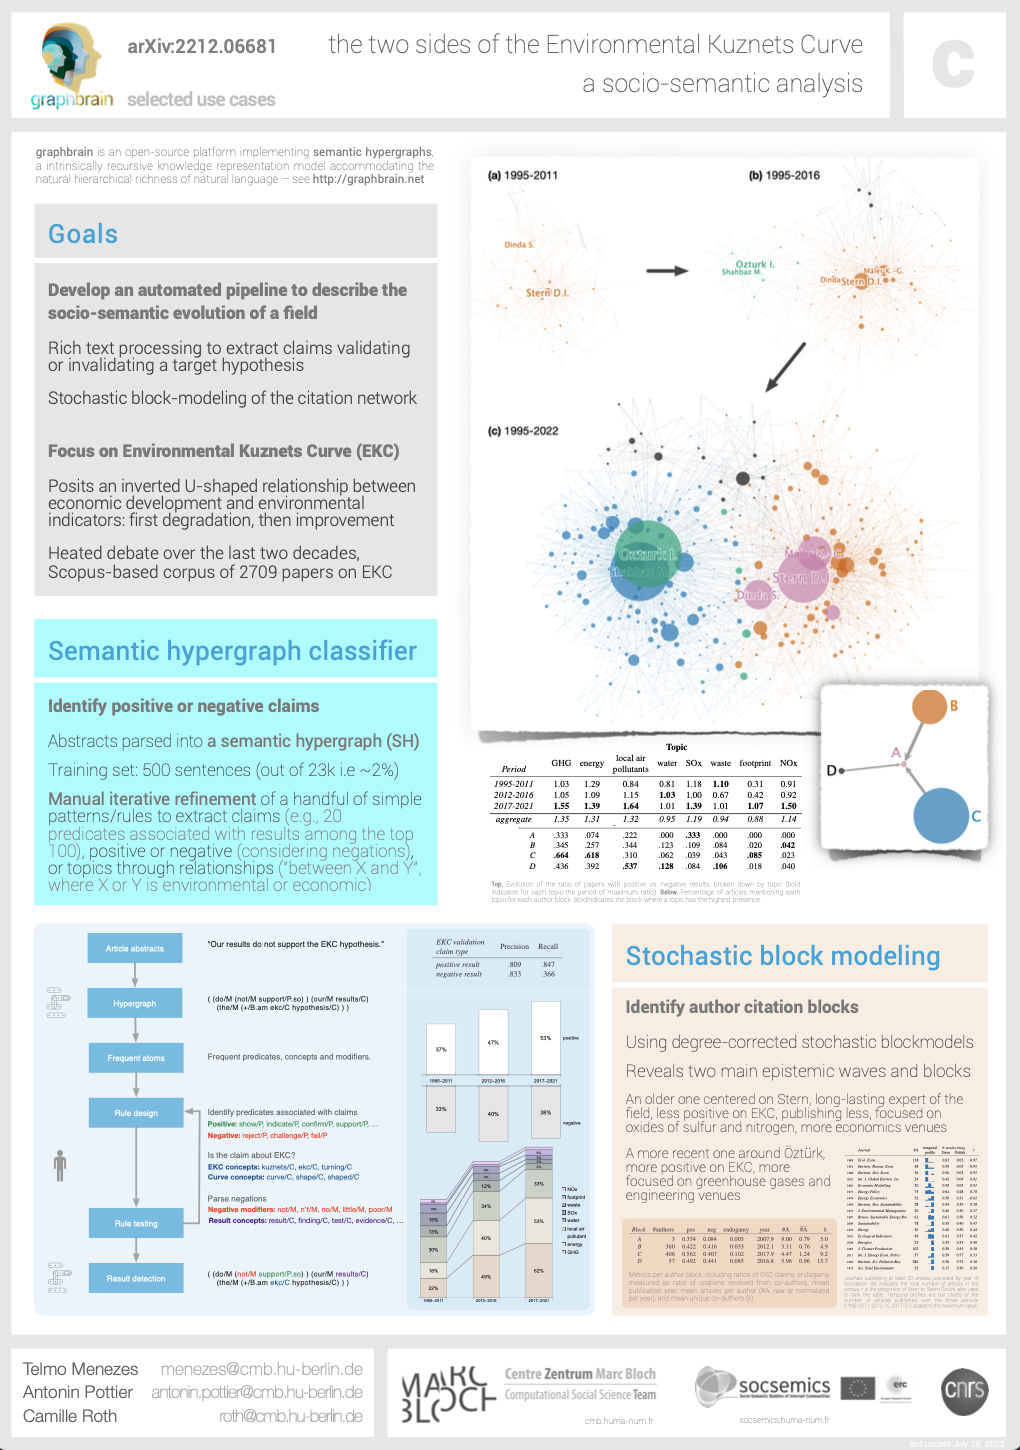 arXiv:2212.06681
the two sides of the Environmental Kuznets Curve
a socio-semantic analysis
C
graphbrain
selected use cases
graphbrain is an open-source platform implementing semantic hypergraphs,
a intrinsically recursive knowledge representation model accommodating the
natural hierarchical richness of natural language – see http://graphbrain.net
Goals
Develop an automated pipeline to describe the
socio-semantic evolution of a field
Rich text processing to extract claims validating
or invalidating a target hypothesis
Stochastic block-modeling of the citation network
Focus on Environmental Kuznets Curve (EKC)
Posits an inverted U-shaped relationship between
economic development and environmental
indicators: first degradation, then improvement
Heated debate over the last two decades,
Scopus-based corpus of 2709 papers on EKC
(a) 1995-2011
Dinda S.
Stern D.I.
(b) 1995-2016
Ozturk I.
Shahbaz M.
Dinda
Stern D.I.
(c) 1995-2022
Ozturk I.
Shahbaz M.
Stern D.I.
Dinda S.
B
A
D
C
Semantic hypergraph classifier
Identify positive or negative claims
Abstracts parsed into a semantic hypergraph (SH)
Training set: 500 sentences (out of 23k i.e ~2%)
Manual iterative refinement of a handful of simple
patterns/rules to extract claims (e.g., 20
predicates associated with results among the top
100), positive or negative (considering negations),
or topics through relationships ("between X and Y",
where X or Y is environmental or economic)
Topic
Period GHG energy local air pollutants water SOx waste footprint NOx
1995-2011 1.03 1.29 0.84 0.81 1.18 1.10 0.31 0.91
2012-2016 1.05 1.09 1.15 1.03 1.00 0.67 0.42 0.92
2017-2021 1.55 1.39 1.64 1.01 1.39 1.01 1.07 1.50
aggregate 1.35 1.31 1.32 0.95 1.19 0.94 0.88 1.14
A .333 .074 .222 .000 .333 .000 .000 .000
B .345 .257 .344 .123 .109 .084 .020 .042
C .664 .618 .310 .062 .039 .043 .085 .023
D .436 .392 .537 .128 .084 .106 .018 .040
Top. Evolution of the ratio of papers with positive vs. negative results, broken down by topic (bold
indicates for each topic the period of maximum ratio). Below. Percentage of articles mentioning each
topic for each author block. Bold indicates the block where a topic has the highest presence.
Article abstracts
"Our results do not support the EKC hypothesis."
Hypergraph
( ((do/M (not/M support/P.so) ) (our/M results/C)
(the/M (+/B.am ekc/C hypothesis/C) ) )
Frequent atoms
Frequent predicates, concepts and modifiers.
Rule design
Identify predicates associated with claims
Positive: show/P, indicate/P, confirm/P, support/P, ...
Negative: reject/P, challenge/P, fail/P
Is the claim about EKC?
EKC concepts: kuznets/C, ekc/C, turning/C
Curve concepts: curve/C, shape/C, shaped/C
Parse negations
Rule testing
Negative modifiers: not/M, n't/M, no/M, little/M, poor/M
Result concepts: result/C, finding/C, test/C, evidence/C, ...
Result detection
( ((do/M (not/M support/P.so) ) (our/M results/C)
(the/M (+/B.am ekc/C hypothesis/C) ) )
EKC validation claim type Precision Recall
positive result .809 .847
negative result .833 .366
37% 47% 53% positive
1995-2011 2012-2016 2017-2021
33% 40% 38% negative
NOx
footprint
waste
SOx
water
local air
pollutant
energy
GHG
12%
34%
40%
49%
33%
53%
62%
30%
18%
22%
1995-2011 2012-2016 2017-2021
Stochastic block modeling
Identify author citation blocks
Using degree-corrected stochastic blockmodels
Reveals two main epistemic waves and blocks
An older one centered on Stern, long-lasting expert of the
field, less positive on EKC, publishing less, focused on
oxides of sulfur and nitrogen, more economics venues
A more recent one around Öztürk,
more positive on EKC, more
focused on greenhouse gases and
engineering venues
Block #authors pos neg endogamy year #A #A k
A 3 0.354 0.084 0.003 2007.9 9.00 0.79 5.0
B 360 0.422 0.416 0.033 2012.1 3.11 0.76 4.9
C 406 0.562 0.407 0.102 2017.9 4.47 1.24 9.2
D 57 0.492 0.441 0.085 2016.8 5.96 0.96 15.7
Metrics per author block, including ratios of EKC claims, endogamy
measured as ratio of citations received from co-authors, mean
publication year, mean articles per author (#A, raw or normalized
per year), and mean unique co-authors (k)
Telmo Menezes menezes@cmb.hu-berlin.de
Antonin Pottier antonin.pottier@cmb.hu-berlin.de
Camille Roth roth@cmb.hu-berlin.de
MARC
BLOCH
Centre Zentrum Marc Bloch
Computational Social Science Team
cmb.huma-num.fr
socsemics
Socio-Semantic Bubbles of Internet Communities
socsemics.huma-num.fr
erc
cnrs
last update July 19, 2023